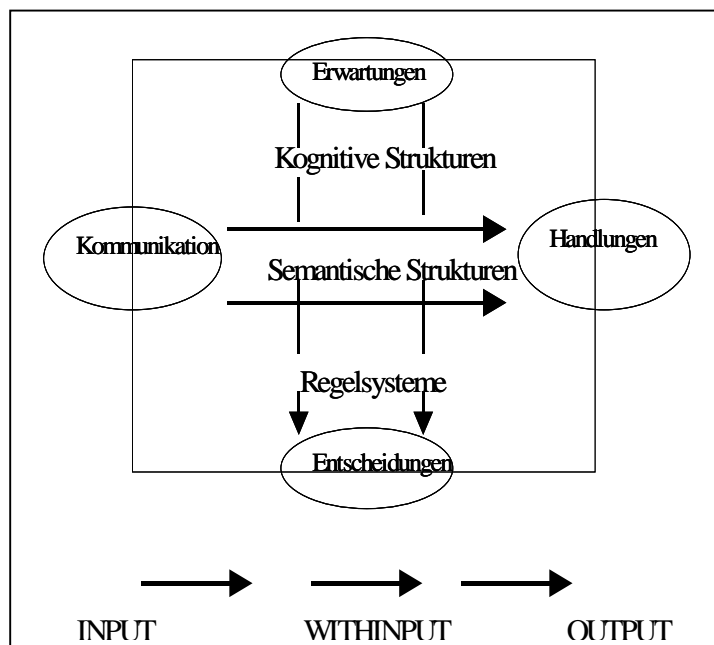 Erwartungen
Kognitive Strukturen
Kommunikation
Handlungen
Semantische Strukturen
Regelsysteme
Entscheidungen
INPUT WITHINPUT OUTPUT